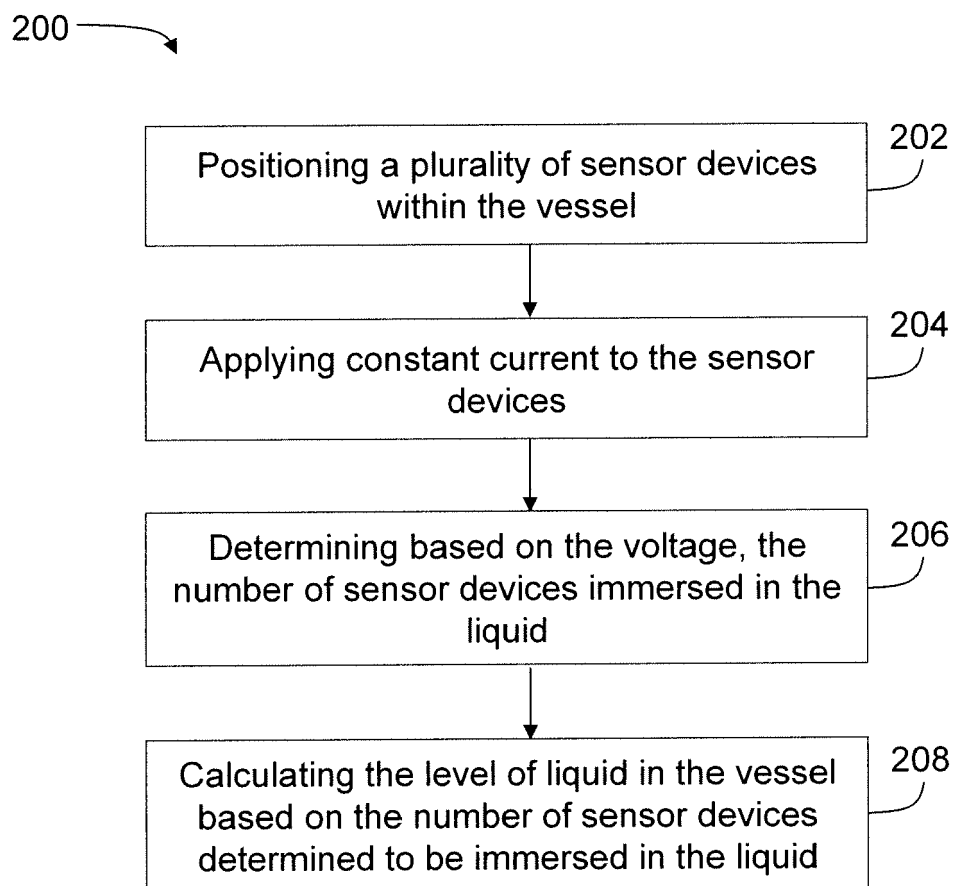 200
202
Positioning a plurality of sensor devices
within the vessel
204
Applying constant current to the sensor
devices
206
Determining based on the voltage, the
number of sensor devices immersed in the
liquid
208
Calculating the level of liquid in the vessel
based on the number of sensor devices
determined to be immersed in the liquid